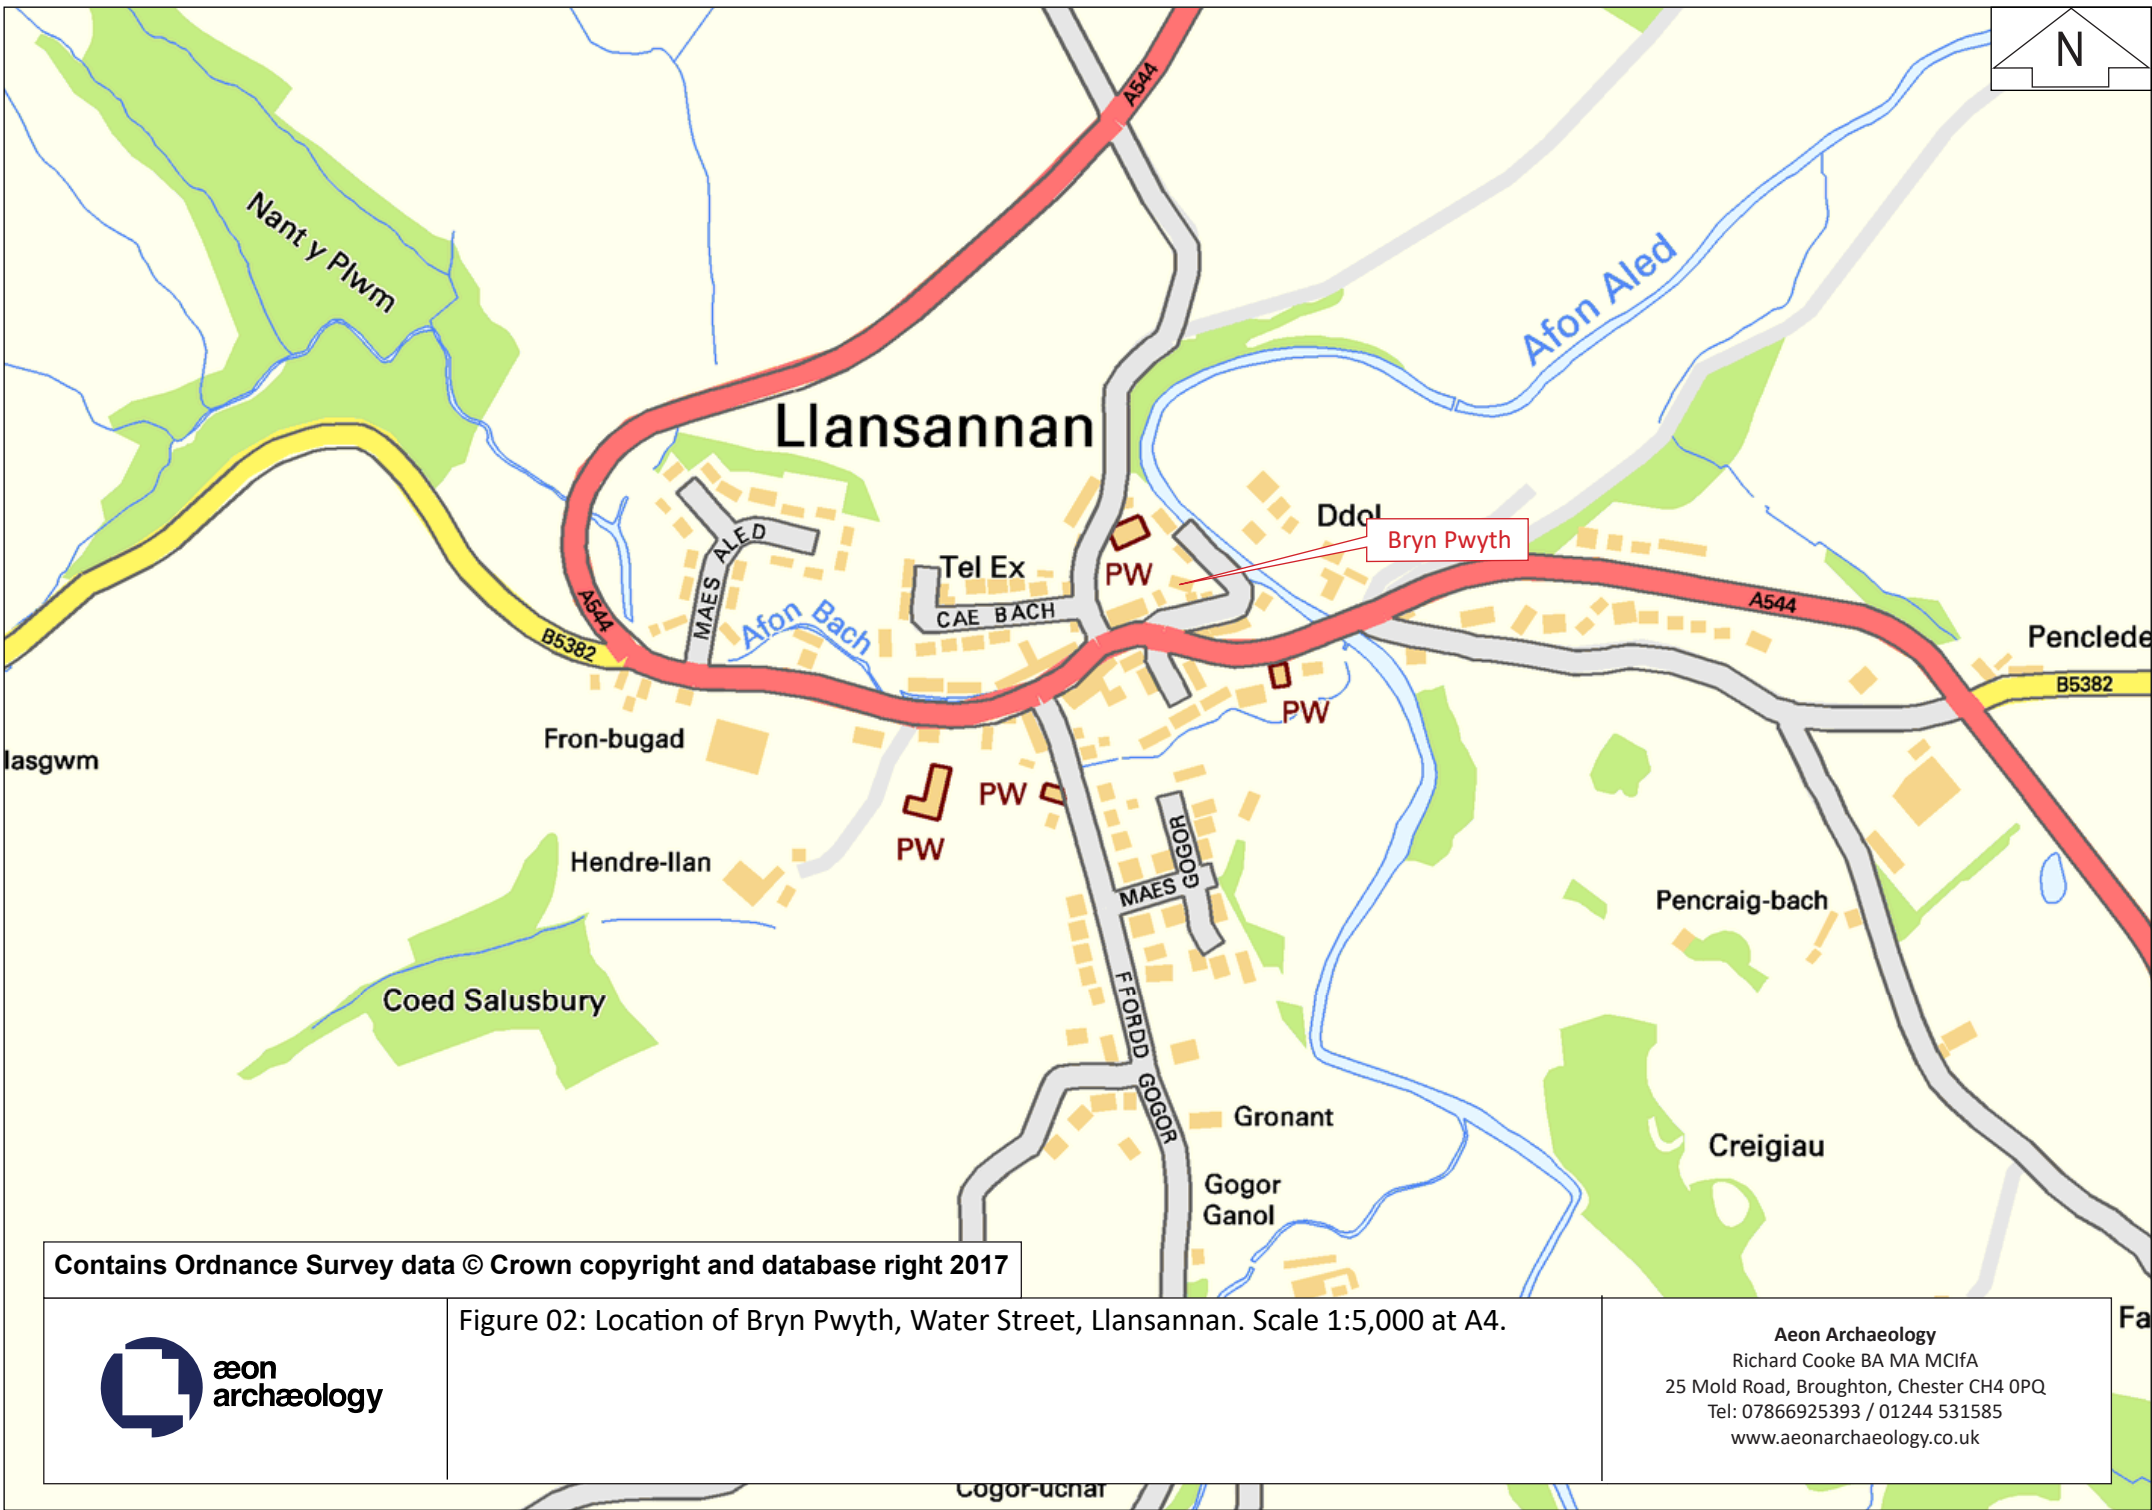 N
A544
Nant y Plwm
Afon Aled
Llansannan
Ddol
Bryn Pwyth
MAES ALED
Tel Ex
PW
CAE BACH
Afon Bach
A544
A544
B5382
Penclede
B5382
Fron-bugad
PW
lasgwm
PW
PW
Hendre-llan
MAES GOGOR
Pencraig-bach
Coed Salusbury
FFORDD GOGOR
Gronant
Creigiau
Gogor
Ganol
Contains Ordnance Survey data © Crown copyright and database right 2017
Figure 02: Location of Bryn Pwyth, Water Street, Llansannan. Scale 1:5,000 at A4.
Fa
æon
archæology
Aeon Archaeology
Richard Cooke BA MA MCIfA
25 Mold Road, Broughton, Chester CH4 0PQ
Tel: 07866925393 / 01244 531585
www.aeonarchaeology.co.uk
Cogor-uchaf